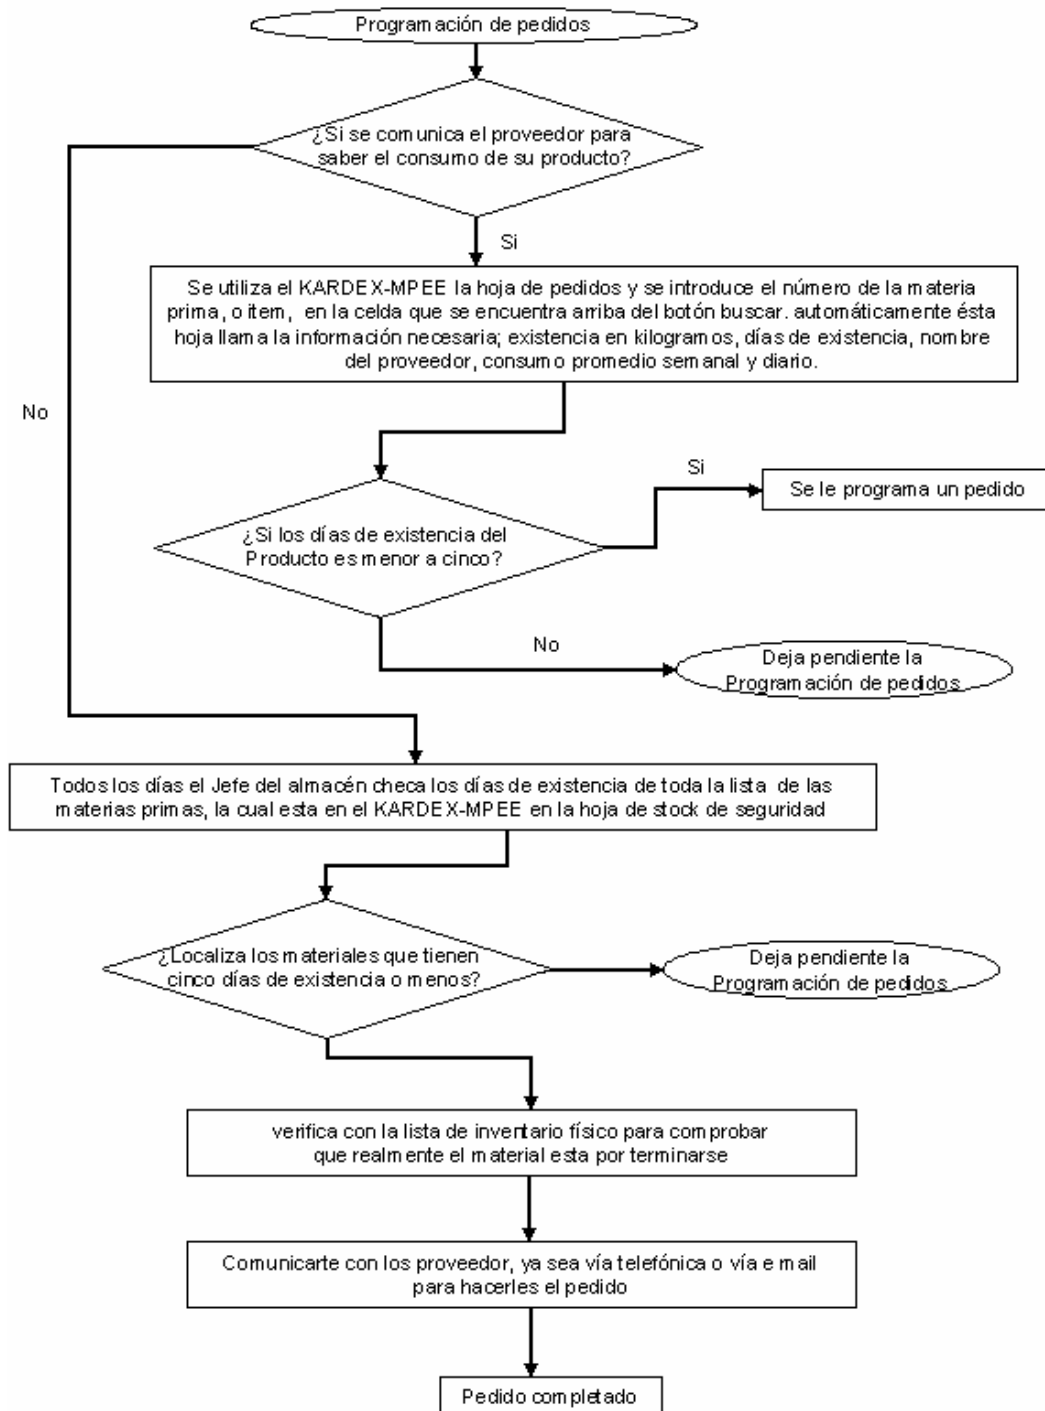 Programación de pedidos
¿Si se comunica el proveedor para
saber el consumo de su producto?
Si
Se utiliza el KARDEX-MPEE la hoja de pedidos y se introduce el número de la materia
prima, o item, en la celda que se encuentra arriba del botón buscar. automáticamente ésta
hoja llama la información necesaria; existencia en kilogramos, días de existencia, nombre
del proveedor, consumo promedio semanal y diario.
No
Si
Se le programa un pedido
¿Si los días de existencia del
Producto es menor a cinco?
No
Deja pendiente la
Programación de pedidos
Todos los días el Jefe del almacén checa los días de existencia de toda la lista de las
materias primas, la cual esta en el KARDEX-MPEE en la hoja de stock de seguridad
¿Localiza los materiales que tienen
cinco días de existencia o menos?
Deja pendiente la
Programación de pedidos
verifica con la lista de inventario físico para comprobar
que realmente el material esta por terminarse
Comunicarte con los proveedor, ya sea vía telefónica o vía e mail
para hacerles el pedido
Pedido completado